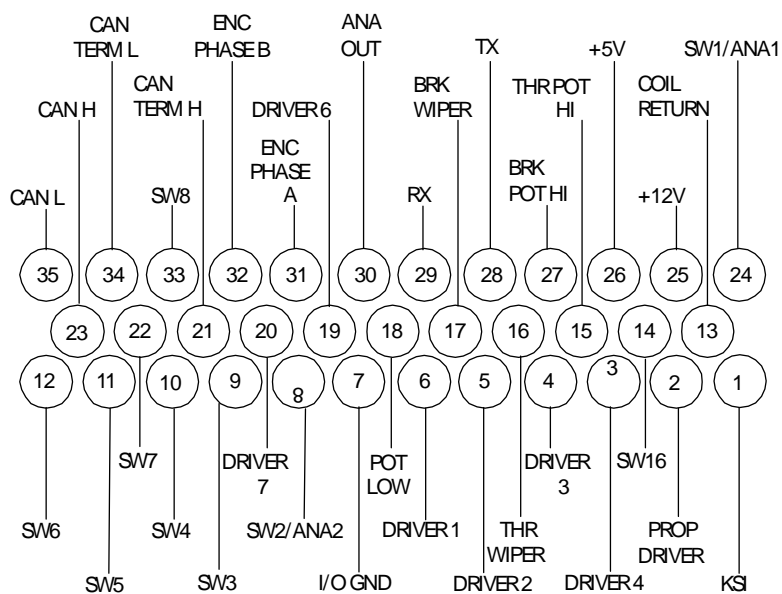 CAN
TERM L
ENC
PHASE B
ANA
OUT
TX
+5V
SW1/ANA1
CAN H
CAN
TERM H
DRIVER 6
BRK
WIPER
THR POT
HI
COIL
RETURN
CAN L
SW8
ENC
PHASE
A
RX
BRK
POT HI
+12V
35 34 33 32 31 30 29 28 27 26 25 24
23 22 21 20 19 18 17 16 15 14 13
12 11 10 9 8 7 6 5 4 3 2 1
SW7
DRIVER
7
POT
LOW
DRIVER
3
SW16
SW6
SW4
SW2/ANA2
DRIVER 1
THR
WIPER
PROP
DRIVER
SW5
SW3
I/O GND
DRIVER 2
DRIVER 4
KSI